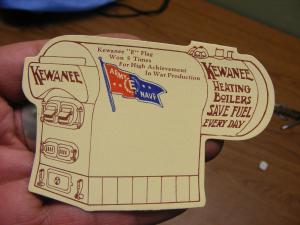 Kewanee "E" Flag
Won 5 Times
For High Achievement
In War Production
KEWANEE
ARMY
E
NAVY
KEWANEE
HEATING
BOILERS
SAVE FUEL
EVERY DAY